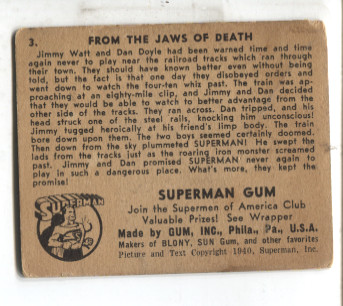 3.
FROM THE JAWS OF DEATH
Jimmy Watt and Dan Doyle had been warned time and time
again never to play near the railroad tracks which ran through
their town. They should have known better even without being
told, but the fact is that one day they disobeyed orders and
went down to watch the four-ten whiz past. The train was ap-
proaching at an eighty-mile clip, and Jimmy and Dan decided
that they would be able to watch to better advantage from the
other side of the tracks. They ran across. Dan tripped, and his
head struck one of the steel rails, knocking him unconscious!
Jimmy tugged heroically at his friend's limp body. The train
bore down upon them. The two boys seemed certainly doomed.
Then down from the sky plummeted SUPERMAN! He swept the
lads from the tracks just as the roaring iron monster screamed
past. Jimmy and Dan promised SUPERMAN never again to
play in such a dangerous place. What's more, they kept the
promise!
SUPERMAN
SUPERMAN GUM
Join the Supermen of America Club
Valuable Prizes! See Wrapper
Made by GUM, INC., Phila., Pa., U.S.A.
Makers of BLONY, SUN Gum, and other favorites
Picture and Text Copyright 1940, Superman, Inc.